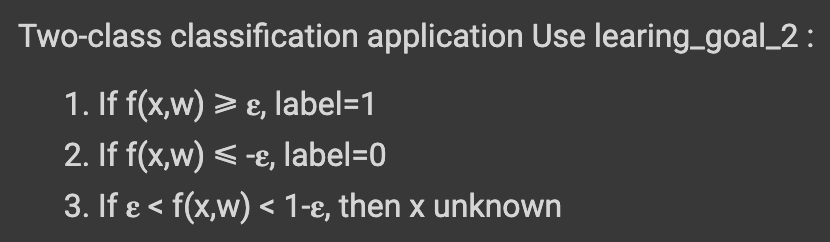 Two-class classification application Use learing_goal_2 :
1. If f(x,w) ⩾ ε, label=1
2. If f(x,w) ⩽ -ε, label=0
3. If ε < f(x,w) < 1-ε, then x unknown